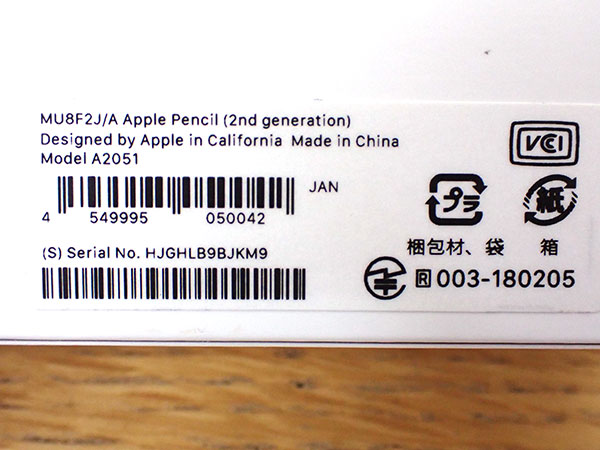 MU8F2J/A Apple Pencil (2nd generation)
Designed by Apple in California Made in China
Model A2051
JAN
4 549995 050042
(S) Serial No. HJGHLB9BJKM9
VCCI
プラ
紙
梱包材、袋
箱
R 003-180205